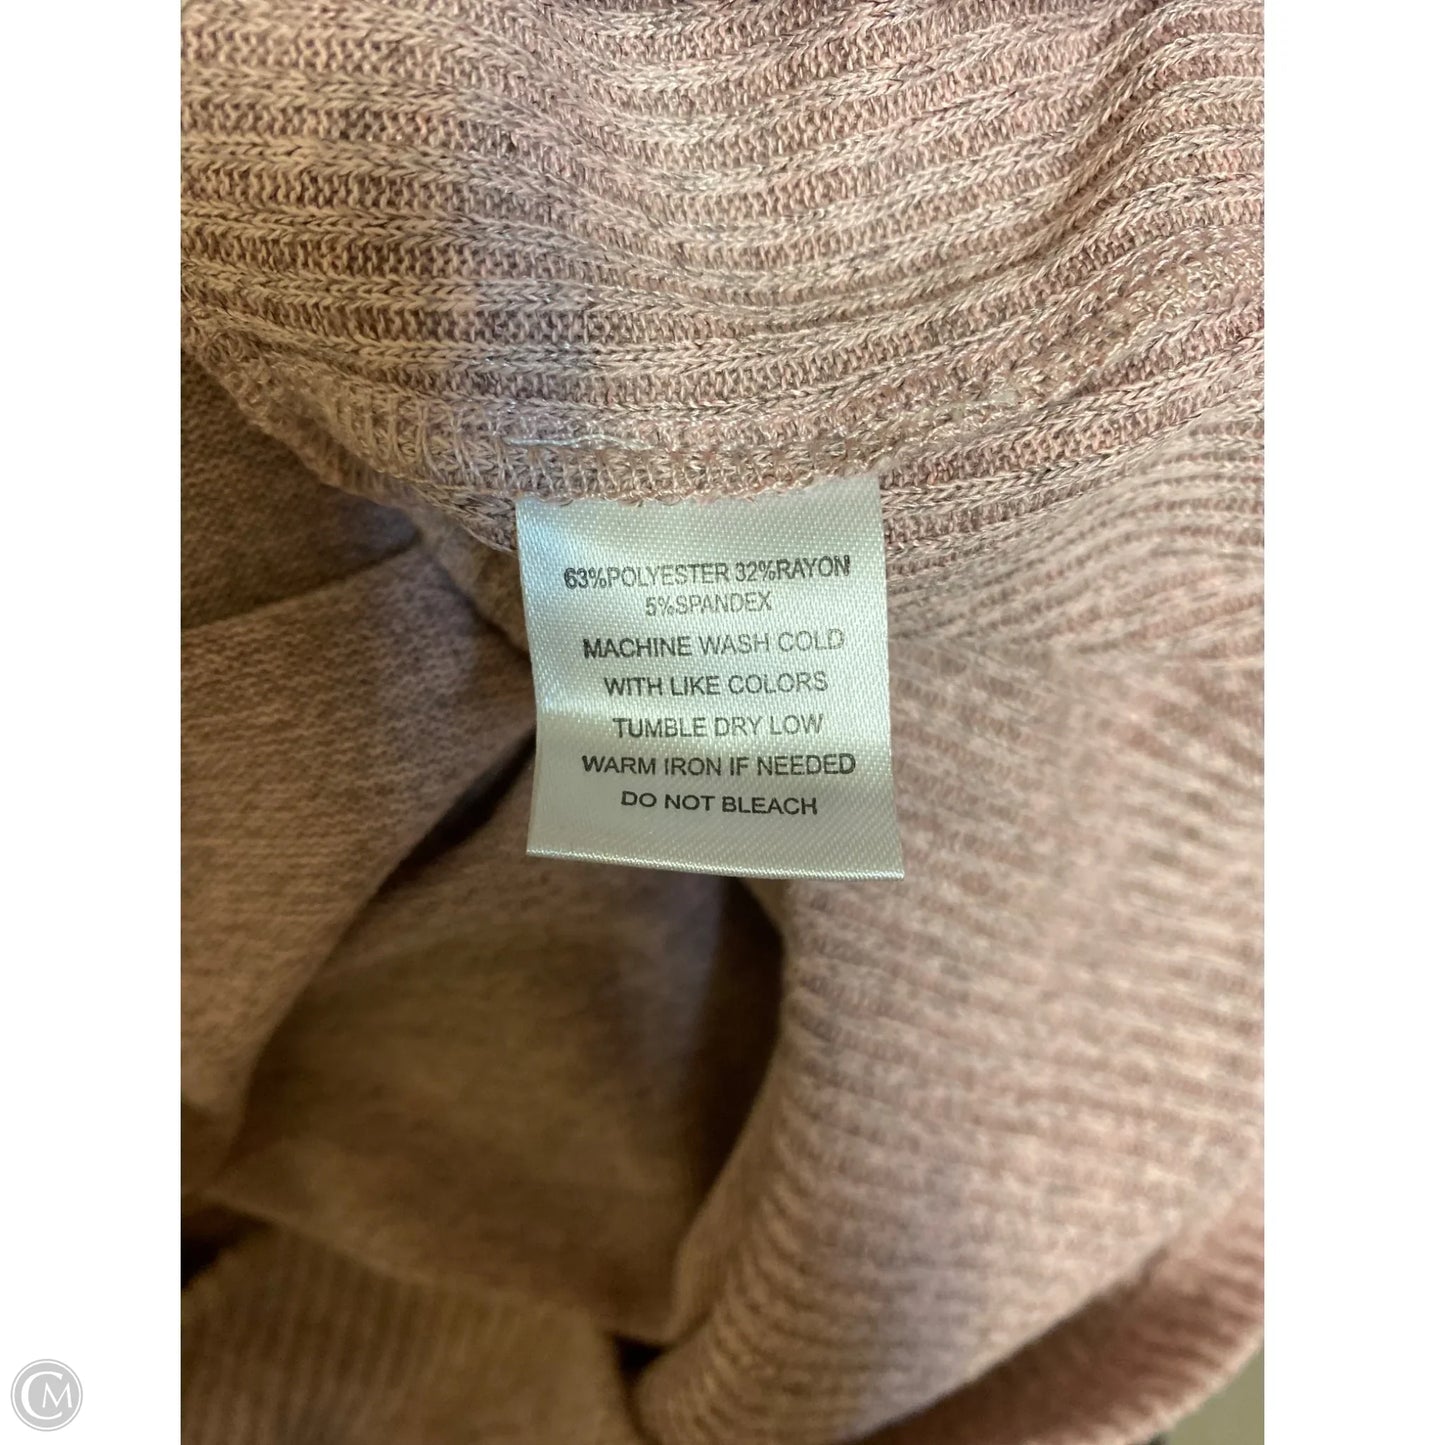 63%POLYESTER 32%RAYON
5%SPANDEX
MACHINE WASH COLD
WITH LIKE COLORS
TUMBLE DRY LOW
WARM IRON IF NEEDED
DO NOT BLEACH
CM